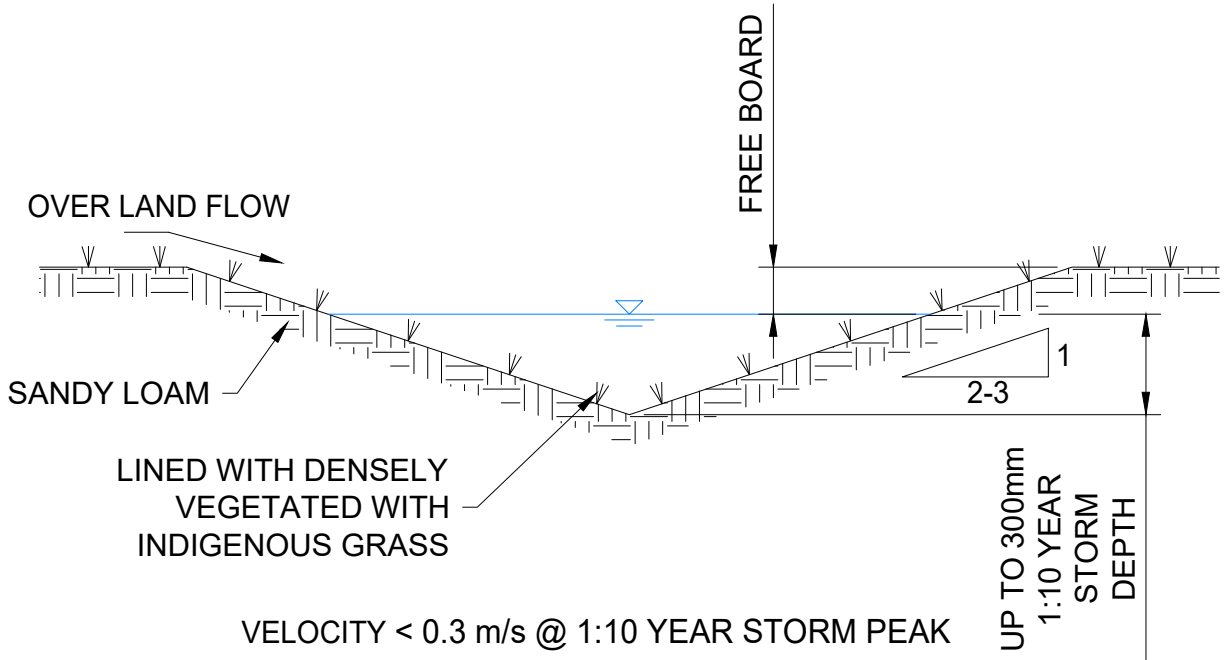 FREE BOARD
OVER LAND FLOW
SANDY LOAM
1
2-3
LINED WITH DENSELY
VEGETATED WITH
INDIGENOUS GRASS
UP TO 300mm
1:10 YEAR
STORM
DEPTH
VELOCITY < 0.3 m/s @ 1:10 YEAR STORM PEAK